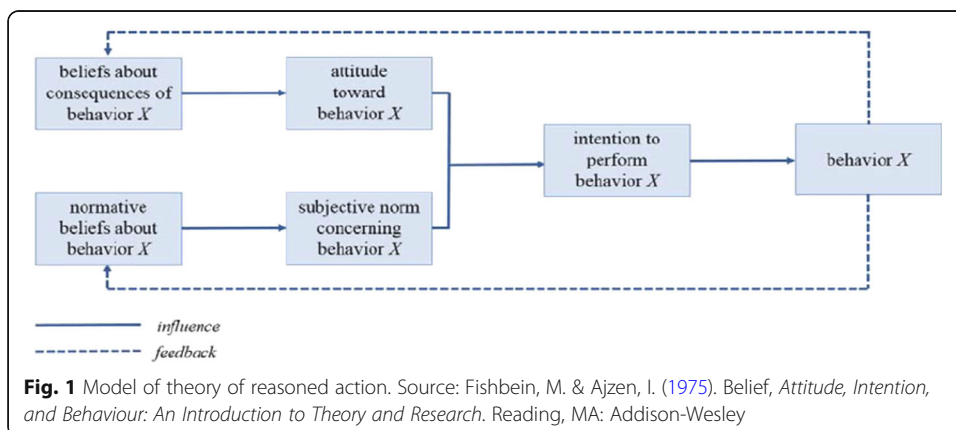 beliefs about
consequences of
behavior X
attitude
toward
behavior X
intention to
perform
behavior X
behavior X
normative
beliefs about
behavior X
subjective norm
concerning
behavior X
influence
feedback
Fig. 1 Model of theory of reasoned action. Source: Fishbein, M. & Ajzen, I. (1975). Belief, Attitude, Intention,
and Behaviour: An Introduction to Theory and Research. Reading, MA: Addison-Wesley